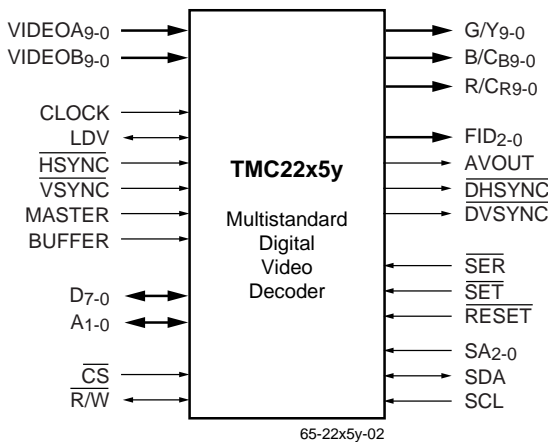 VIDEOA9-0
VIDEOB9-0
CLOCK
LDV
HSYNC
VSYNC
MASTER
BUFFER
D7-0
A1-0
CS
R/W
TMC22x5y
Multistandard
Digital
Video
Decoder
G/Y9-0
B/CB9-0
R/CR9-0
FID2-0
AVOUT
DHSYNC
DVSYNC
SER
SET
RESET
SA2-0
SDA
SCL
65-22x5y-02